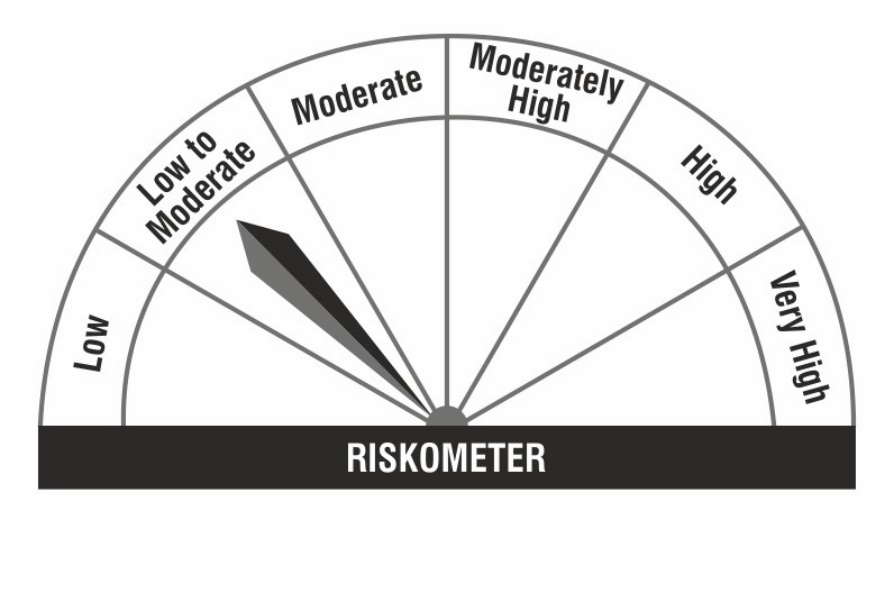 Low
Low to
Moderate
Moderate
Moderately
High
High
Very High
RISKOMETER